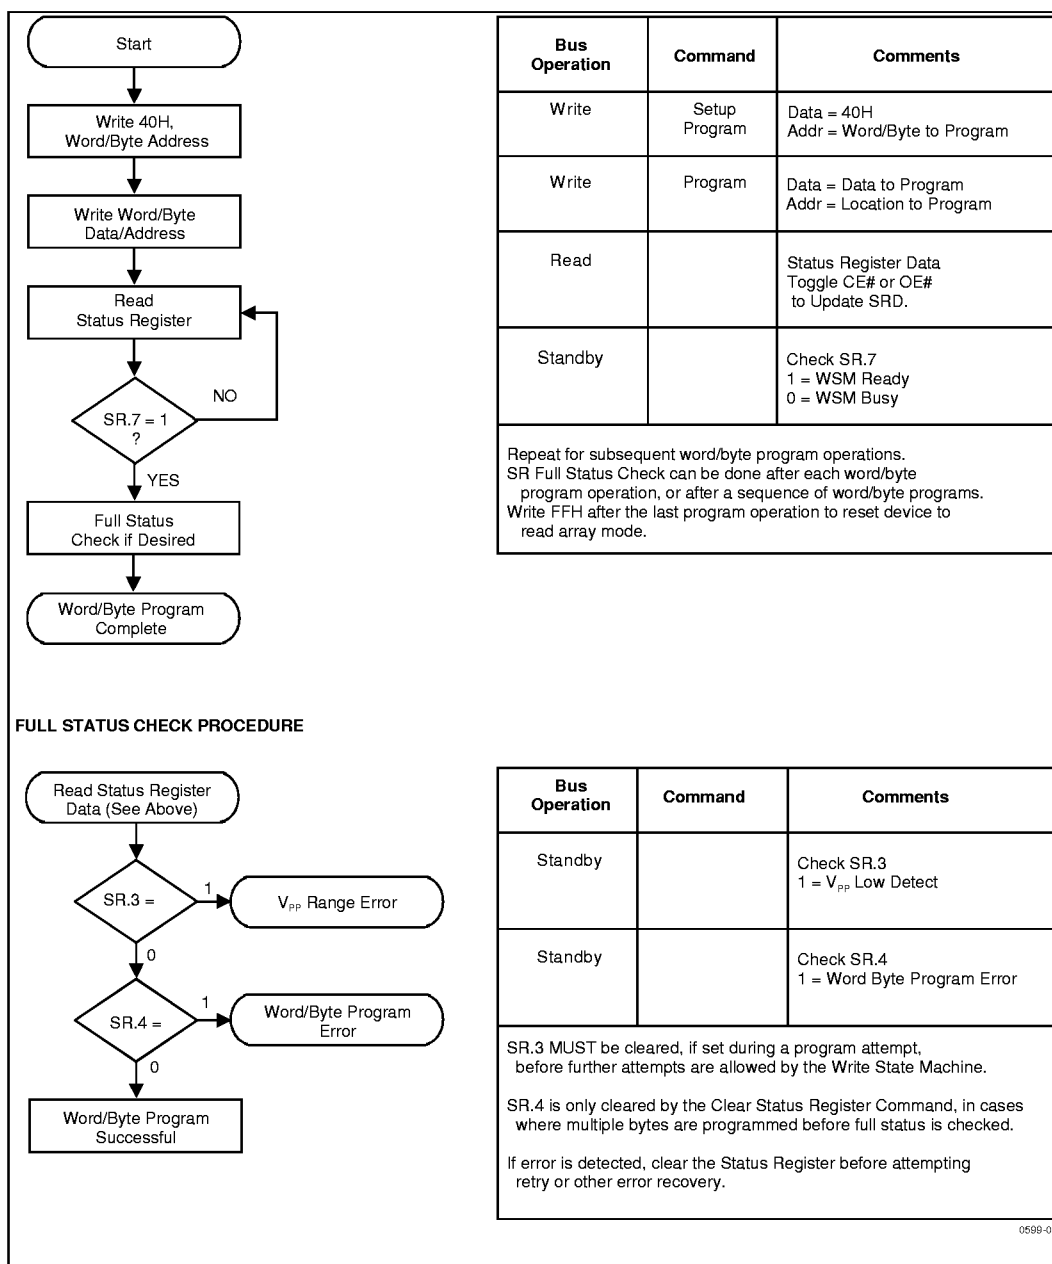 Start
Write 40H,
Word/Byte Address
Write Word/Byte
Data/Address
Read
Status Register
NO
SR.7 = 1
?
YES
Full Status
Check if Desired
Word/Byte Program
Complete
Bus
Operation
Command
Comments
Write
Setup
Program
Data = 40H
Addr = Word/Byte to Program
Write
Program
Data = Data to Program
Addr = Location to Program
Read
Status Register Data
Toggle CE# or OE#
to Update SRD.
Standby
Check SR.7
1 = WSM Ready
0 = WSM Busy
Repeat for subsequent word/byte program operations.
SR Full Status Check can be done after each word/byte
program operation, or after a sequence of word/byte programs.
Write FFH after the last program operation to reset device to
read array mode.
FULL STATUS CHECK PROCEDURE
Read Status Register
Data (See Above)
SR.3 =
1
VPP Range Error
0
SR.4 =
1
Word/Byte Program
Error
0
Word/Byte Program
Successful
Bus
Operation
Command
Comments
Standby
Check SR.3
1 = VPP Low Detect
Standby
Check SR.4
1 = Word Byte Program Error
SR.3 MUST be cleared, if set during a program attempt,
before further attempts are allowed by the Write State Machine.
SR.4 is only cleared by the Clear Status Register Command, in cases
where multiple bytes are programmed before full status is checked.
If error is detected, clear the Status Register before attempting
retry or other error recovery.
0599-0